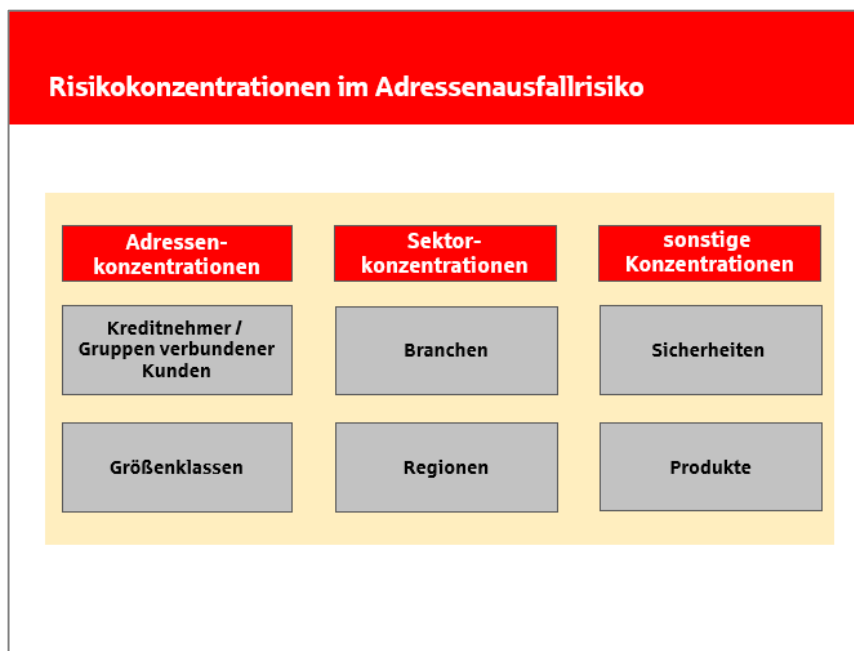 Risikokonzentrationen im Adressenausfallrisiko
Adressen-
konzentrationen
Sektor-
konzentrationen
sonstige
Konzentrationen
Kreditnehmer /
Gruppen verbundener
Kunden
Branchen
Sicherheiten
Größenklassen
Regionen
Produkte